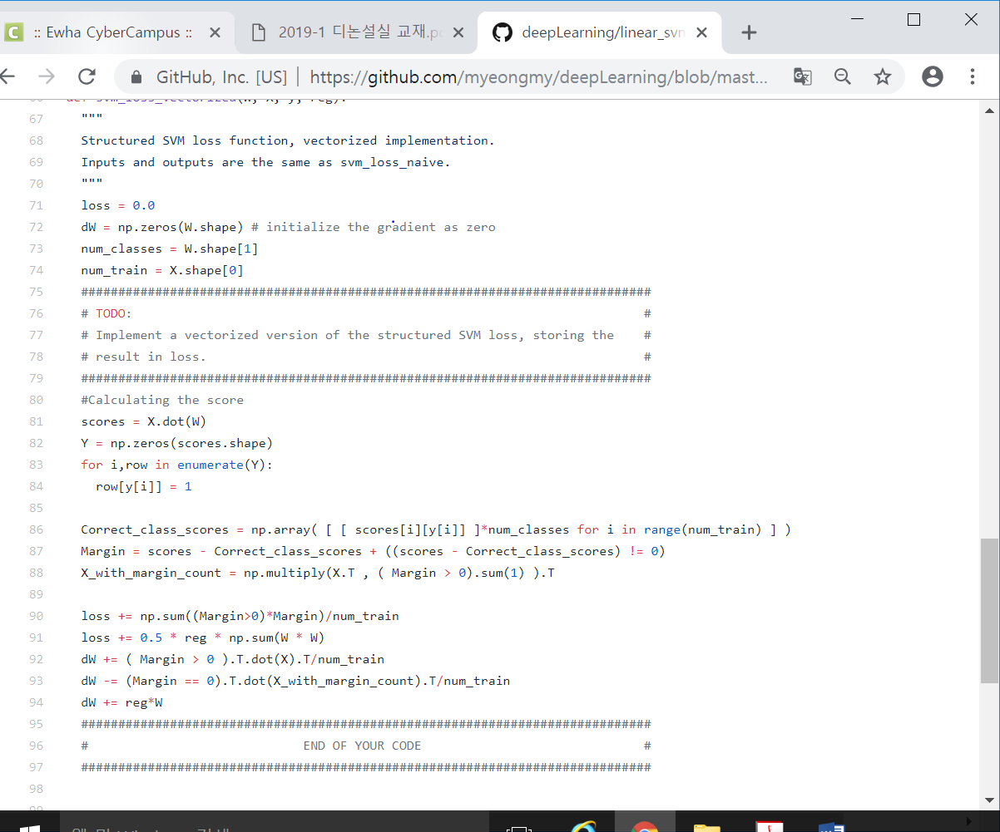 :: Ewha CyberCampus ::
2019-1 디논설실 교재.p
deepLearning/linear_svm
GitHub, Inc. [US] | https://github.com/myeongmy/deepLearning/blob/mast...
66 def svm_loss_vectorized(W, X, y, reg):
67 """
68 Structured SVM loss function, vectorized implementation.
69 Inputs and outputs are the same as svm_loss_naive.
70 """
71 loss = 0.0
72 dW = np.zeros(W.shape) # initialize the gradient as zero
73 num_classes = W.shape[1]
74 num_train = X.shape[0]
75 #############################################################################
76 # TODO: #
77 # Implement a vectorized version of the structured SVM loss, storing the #
78 # result in loss. #
79 #############################################################################
80 #Calculating the score
81 scores = X.dot(W)
82 Y = np.zeros(scores.shape)
83 for i,row in enumerate(Y):
84 row[y[i]] = 1
85
86 Correct_class_scores = np.array( [ [ scores[i][y[i]] ]*num_classes for i in range(num_train) ] )
87 Margin = scores - Correct_class_scores + ((scores - Correct_class_scores) != 0)
88 X_with_margin_count = np.multiply(X.T , ( Margin > 0).sum(1) ).T
89
90 loss += np.sum((Margin>0)*Margin)/num_train
91 loss += 0.5 * reg * np.sum(W * W)
92 dW += ( Margin > 0 ).T.dot(X).T/num_train
93 dW -= (Margin == 0).T.dot(X_with_margin_count).T/num_train
94 dW += reg*W
95 #############################################################################
96 # END OF YOUR CODE #
97 #############################################################################
98
99